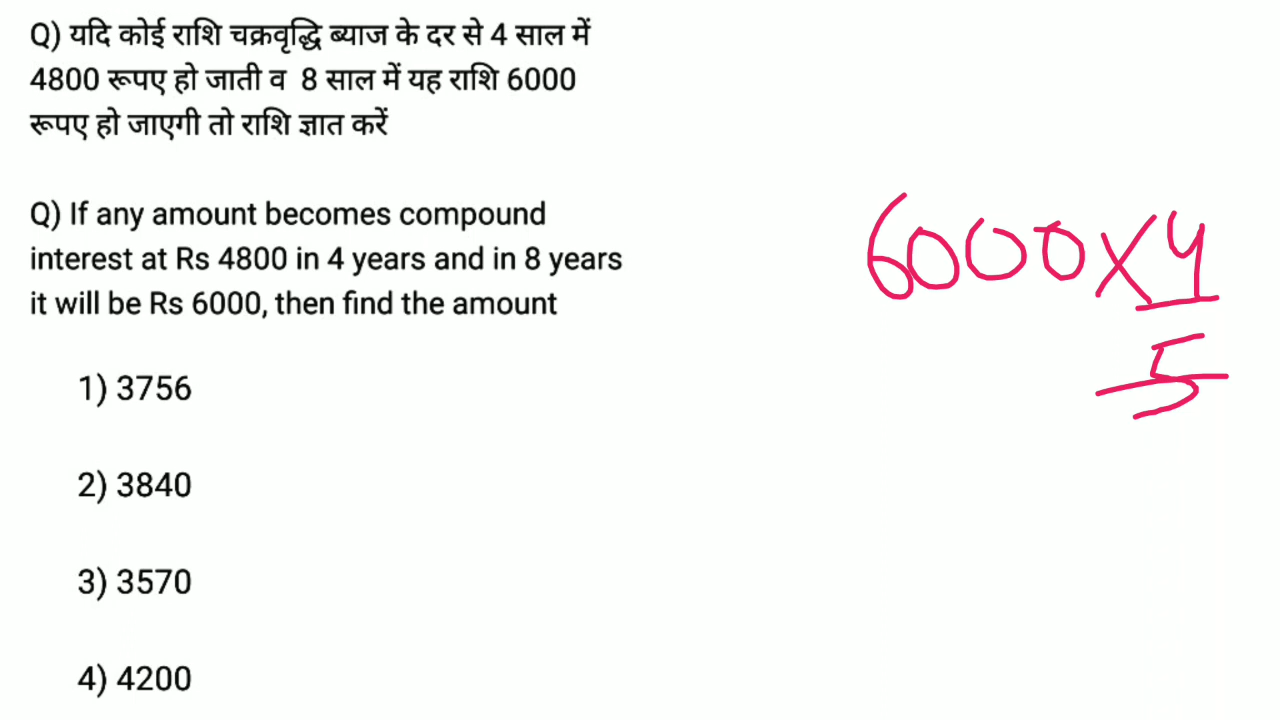 Q) यदि कोई राशि चक्रवृद्धि ब्याज के दर से 4 साल में
4800 रूपए हो जाती व 8 साल में यह राशि 6000
रूपए हो जाएगी तो राशि ज्ञात करें
Q) If any amount becomes compound
interest at Rs 4800 in 4 years and in 8 years
it will be Rs 6000, then find the amount
1) 3756
2) 3840
3) 3570
4) 4200
6000 × 4
5